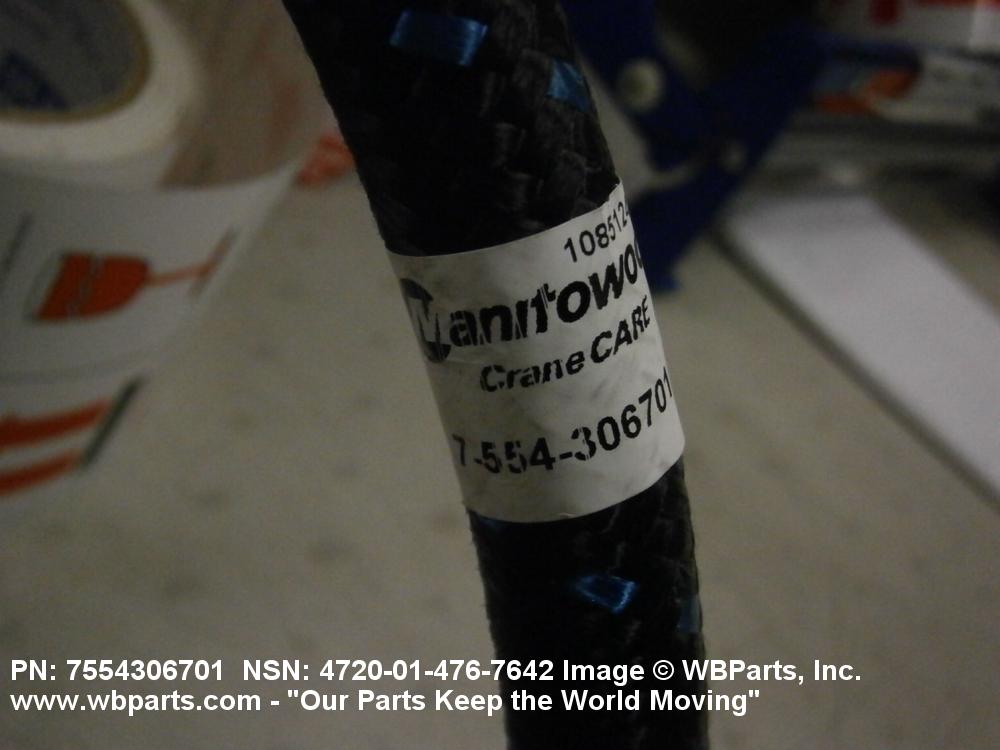 108512-
Manitowoc
Crane CARE
7-554-306701
PN: 7554306701 NSN: 4720-01-476-7642 Image © WBParts, Inc.
www.wbparts.com - "Our Parts Keep the World Moving"